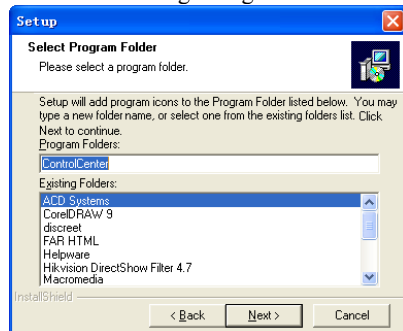 Setup
Select Program Folder
Please select a program folder.
Setup will add program icons to the Program Folder listed below. You may
type a new folder name, or select one from the existing folders list. Click
Next to continue.
Program Folders:
ControlCenter
Existing Folders:
ACD Systems
CorelDRAW 9
discreet
FAR HTML
Helpware
Hikvision DirectShow Filter 4.7
Macromedia
InstallShield
< Back Next > Cancel